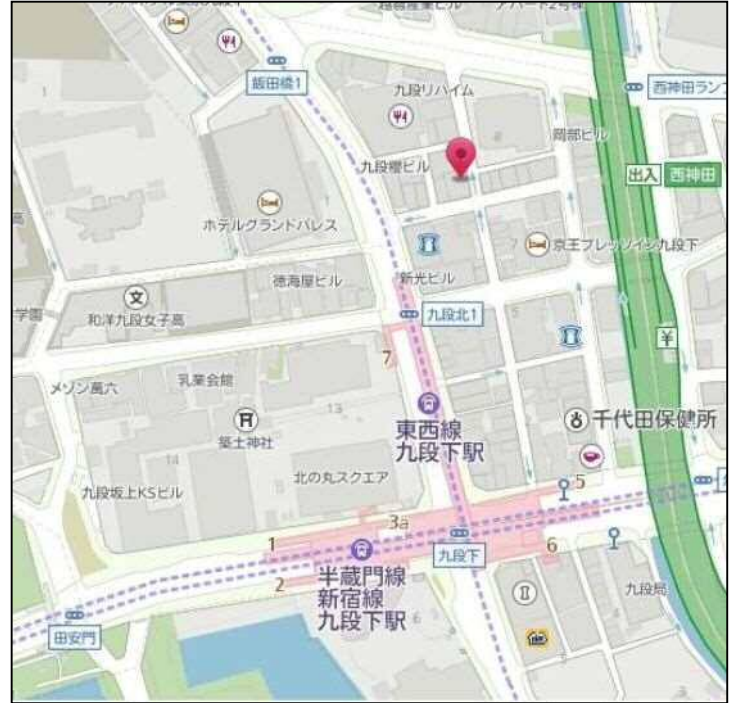 飯田橋1
九段リハイム
西神田ラン
岡部ビル
九段櫻ビル
出入 西神田
ホテルグランドパレス
京王プレッソイン九段下
徳海屋ビル
新光ビル
九段北1
学園
和洋九段女子高
¥
7
メゾン萬六
乳業会館
築土神社
13
東西線
九段下駅
千代田保健所
14
北の丸スクエア
九段坂上KSビル
5
3a
1
九段下
6
2
半蔵門線
新宿線
九段下駅
九段局
田安門